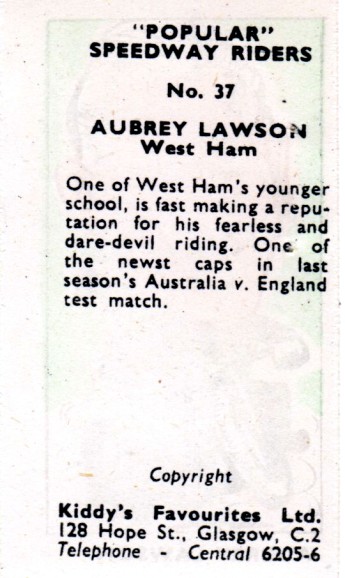 "POPULAR"
SPEEDWAY RIDERS
No. 37
AUBREY LAWSON
West Ham
One of West Ham's younger
school, is fast making a repu-
tation for his fearless and
dare-devil riding. One of
the newst caps in last
season's Australia v. England
test match.
Copyright
Kiddy's Favourites Ltd.
128 Hope St., Glasgow, C.2
Telephone - Central 6205-6